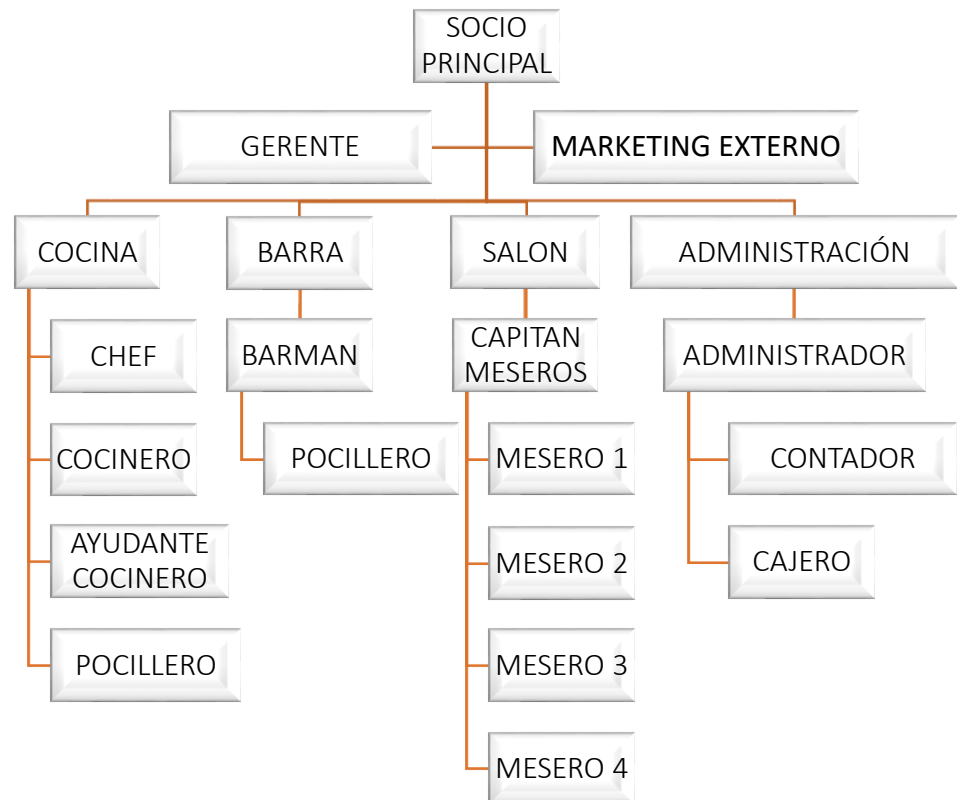 SOCIO
PRINCIPAL
GERENTE
MARKETING EXTERNO
COCINA
BARRA
SALON
ADMINISTRACIÓN
CHEF
BARMAN
CAPITAN
MESEROS
ADMINISTRADOR
COCINERO
POCILLERO
MESERO 1
CONTADOR
AYUDANTE
COCINERO
MESERO 2
CAJERO
POCILLERO
MESERO 3
MESERO 4